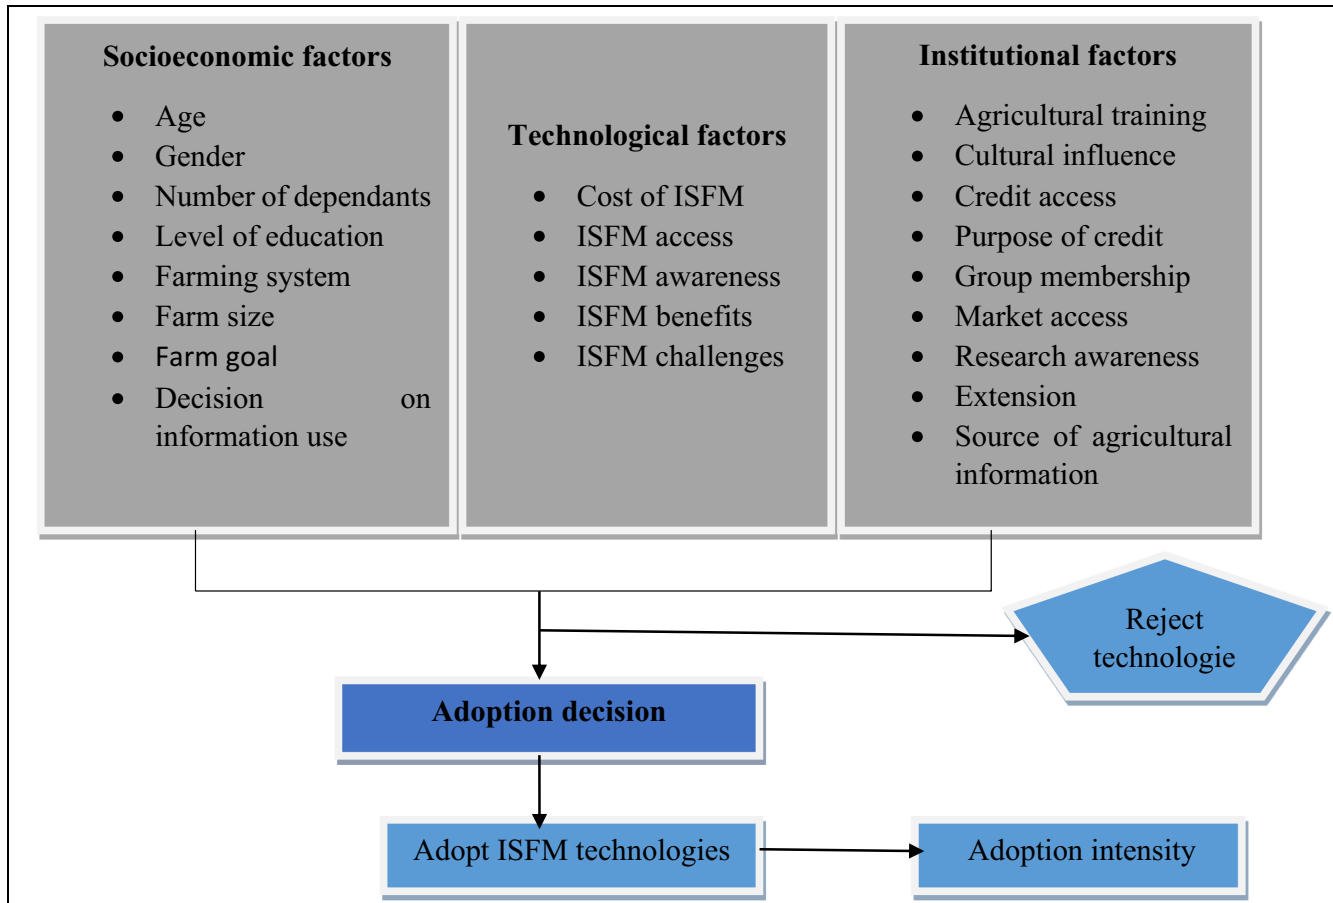 Socioeconomic factors
• Age
• Gender
• Number of dependants
• Level of education
• Farming system
• Farm size
• Farm goal
• Decision on
information use
Technological factors
• Cost of ISFM
• ISFM access
• ISFM awareness
• ISFM benefits
• ISFM challenges
Institutional factors
• Agricultural training
• Cultural influence
• Credit access
• Purpose of credit
• Group membership
• Market access
• Research awareness
• Extension
• Source of agricultural
information
Reject
technologie
Adoption decision
Adopt ISFM technologies
Adoption intensity